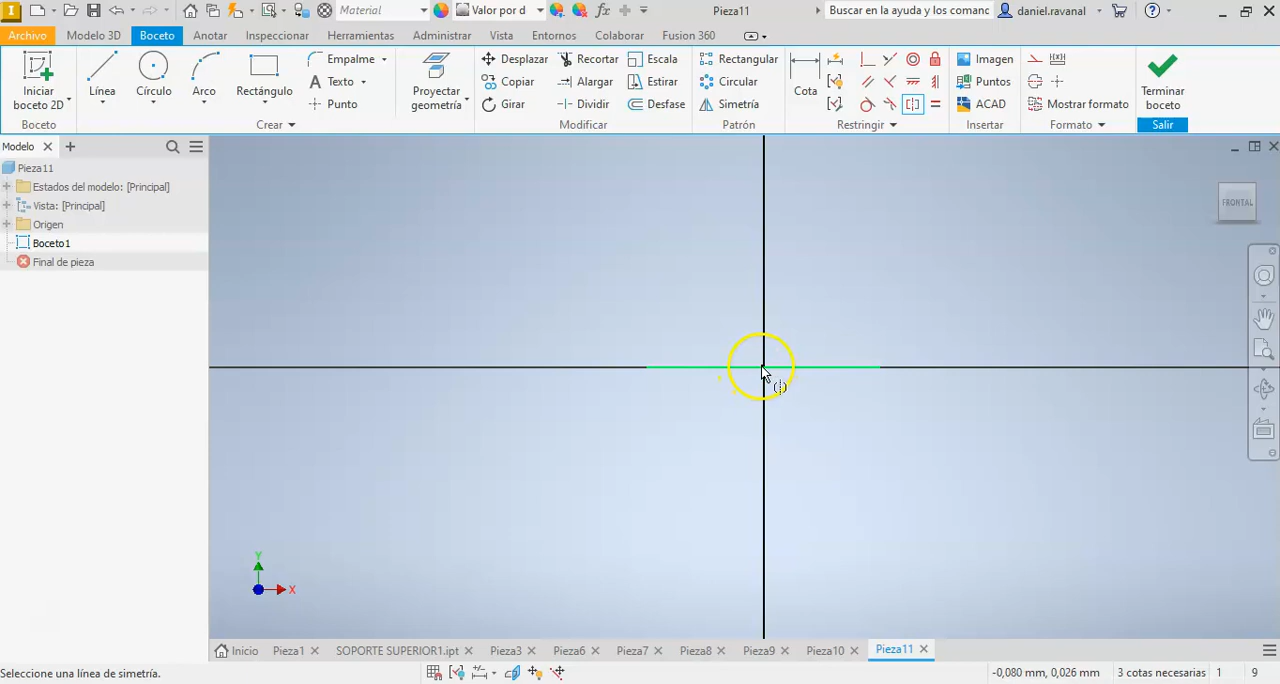 Material
Valor por d
fx
Pieza11
Buscar en la ayuda y los comanc
daniel.ravanal
Archivo
Modelo 3D
Boceto
Anotar
Inspeccionar
Herramientas
Administrar
Vista
Entornos
Colaborar
Fusion 360
Iniciar
boceto 2D
Línea
Círculo
Arco
Rectángulo
Empalme
Texto
Punto
Proyectar
geometría
Desplazar
Copiar
Girar
Recortar
Alargar
Dividir
Escala
Estirar
Desfase
Rectangular
Circular
Simetría
Cota
Imagen
Puntos
ACAD
Mostrar formato
Terminar
boceto
Boceto
Crear
Modificar
Patrón
Restringir
Insertar
Formato
Salir
Modelo
Pieza11
Estados del modelo: [Principal]
Vista: [Principal]
Origen
Boceto1
Final de pieza
FRONTAL
Y
X
Inicio
Pieza1
SOPORTE SUPERIOR1.ipt
Pieza3
Pieza6
Pieza7
Pieza8
Pieza9
Pieza10
Pieza11
Seleccione una línea de simetría.
-0,080 mm, 0,026 mm
3 cotas necesarias
1
9